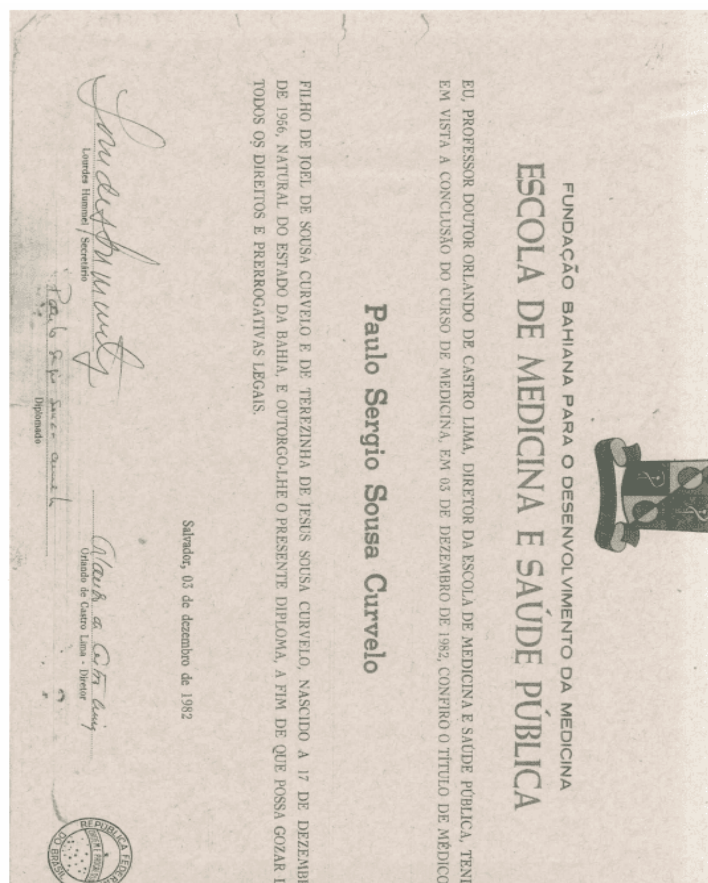 FUNDAÇÃO BAHIANA PARA O DESENVOLVIMENTO DA MEDICINA
ESCOLA DE MEDICINA E SAÚDE PÚBLICA
EU, PROFESSOR DOUTOR ORLANDO DE CASTRO LIMA, DIRETOR DA ESCOLA DE MEDICINA E SAÚDE PÚBLICA, TEN
EM VISTA A CONCLUSÃO DO CURSO DE MEDICINA, EM 03 DE DEZEMBRO DE 1982, CONFIRO O TÍTULO DE MÉDICO
Paulo Sergio Sousa Curvelo
FILHO DE JOEL DE SOUSA CURVELO E DE TEREZINHA DE JESUS SOUSA CURVELO, NASCIDO A 17 DE DEZEMB
DE 1956, NATURAL DO ESTADO DA BAHIA, E OUTORGO-LHE O PRESENTE DIPLOMA, A FIM DE QUE POSSA GOZAR
TODOS OS DIREITOS E PRERROGATIVAS LEGAIS.
Salvador, 03 de dezembro de 1982
Lourdes Hummel / Secretário
Orlando de Castro Lima - Diretor
Diplomado
REPÚBLICA FEDER
DO BRASIL